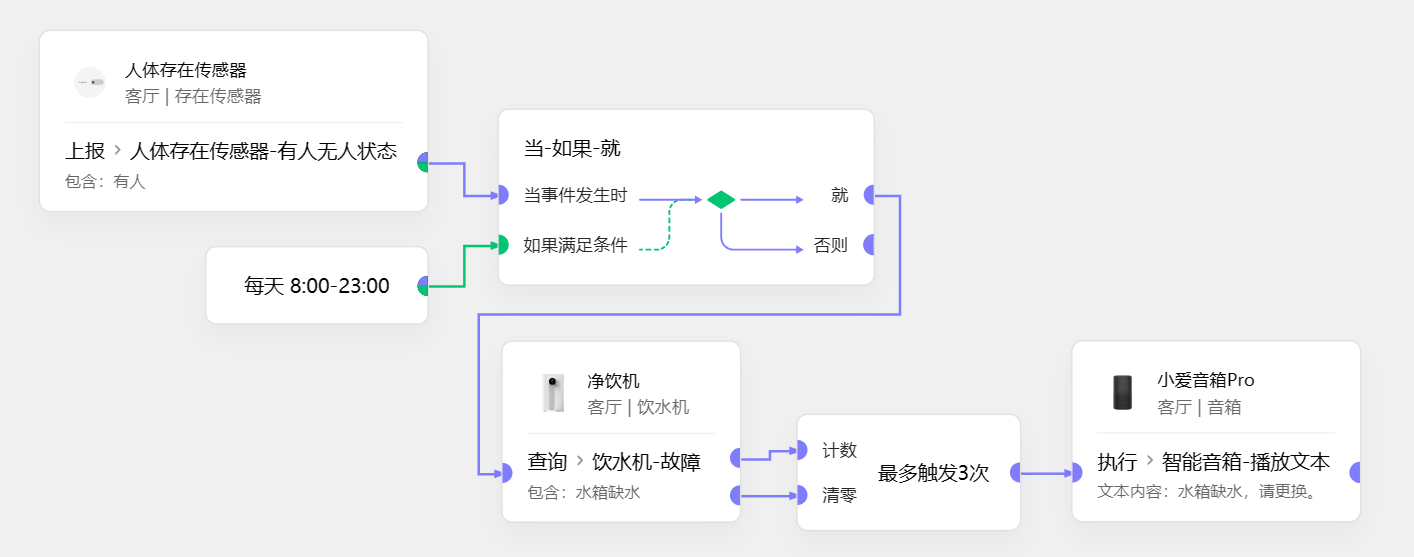 人体存在传感器
客厅 | 存在传感器
上报 › 人体存在传感器-有人无人状态
包含：有人
每天 8:00-23:00
当-如果-就
当事件发生时
就
如果满足条件
否则
净饮机
客厅 | 饮水机
查询 › 饮水机-故障
包含：水箱缺水
计数
清零
最多触发3次
小爱音箱Pro
客厅 | 音箱
执行 › 智能音箱-播放文本
文本内容：水箱缺水，请更换。